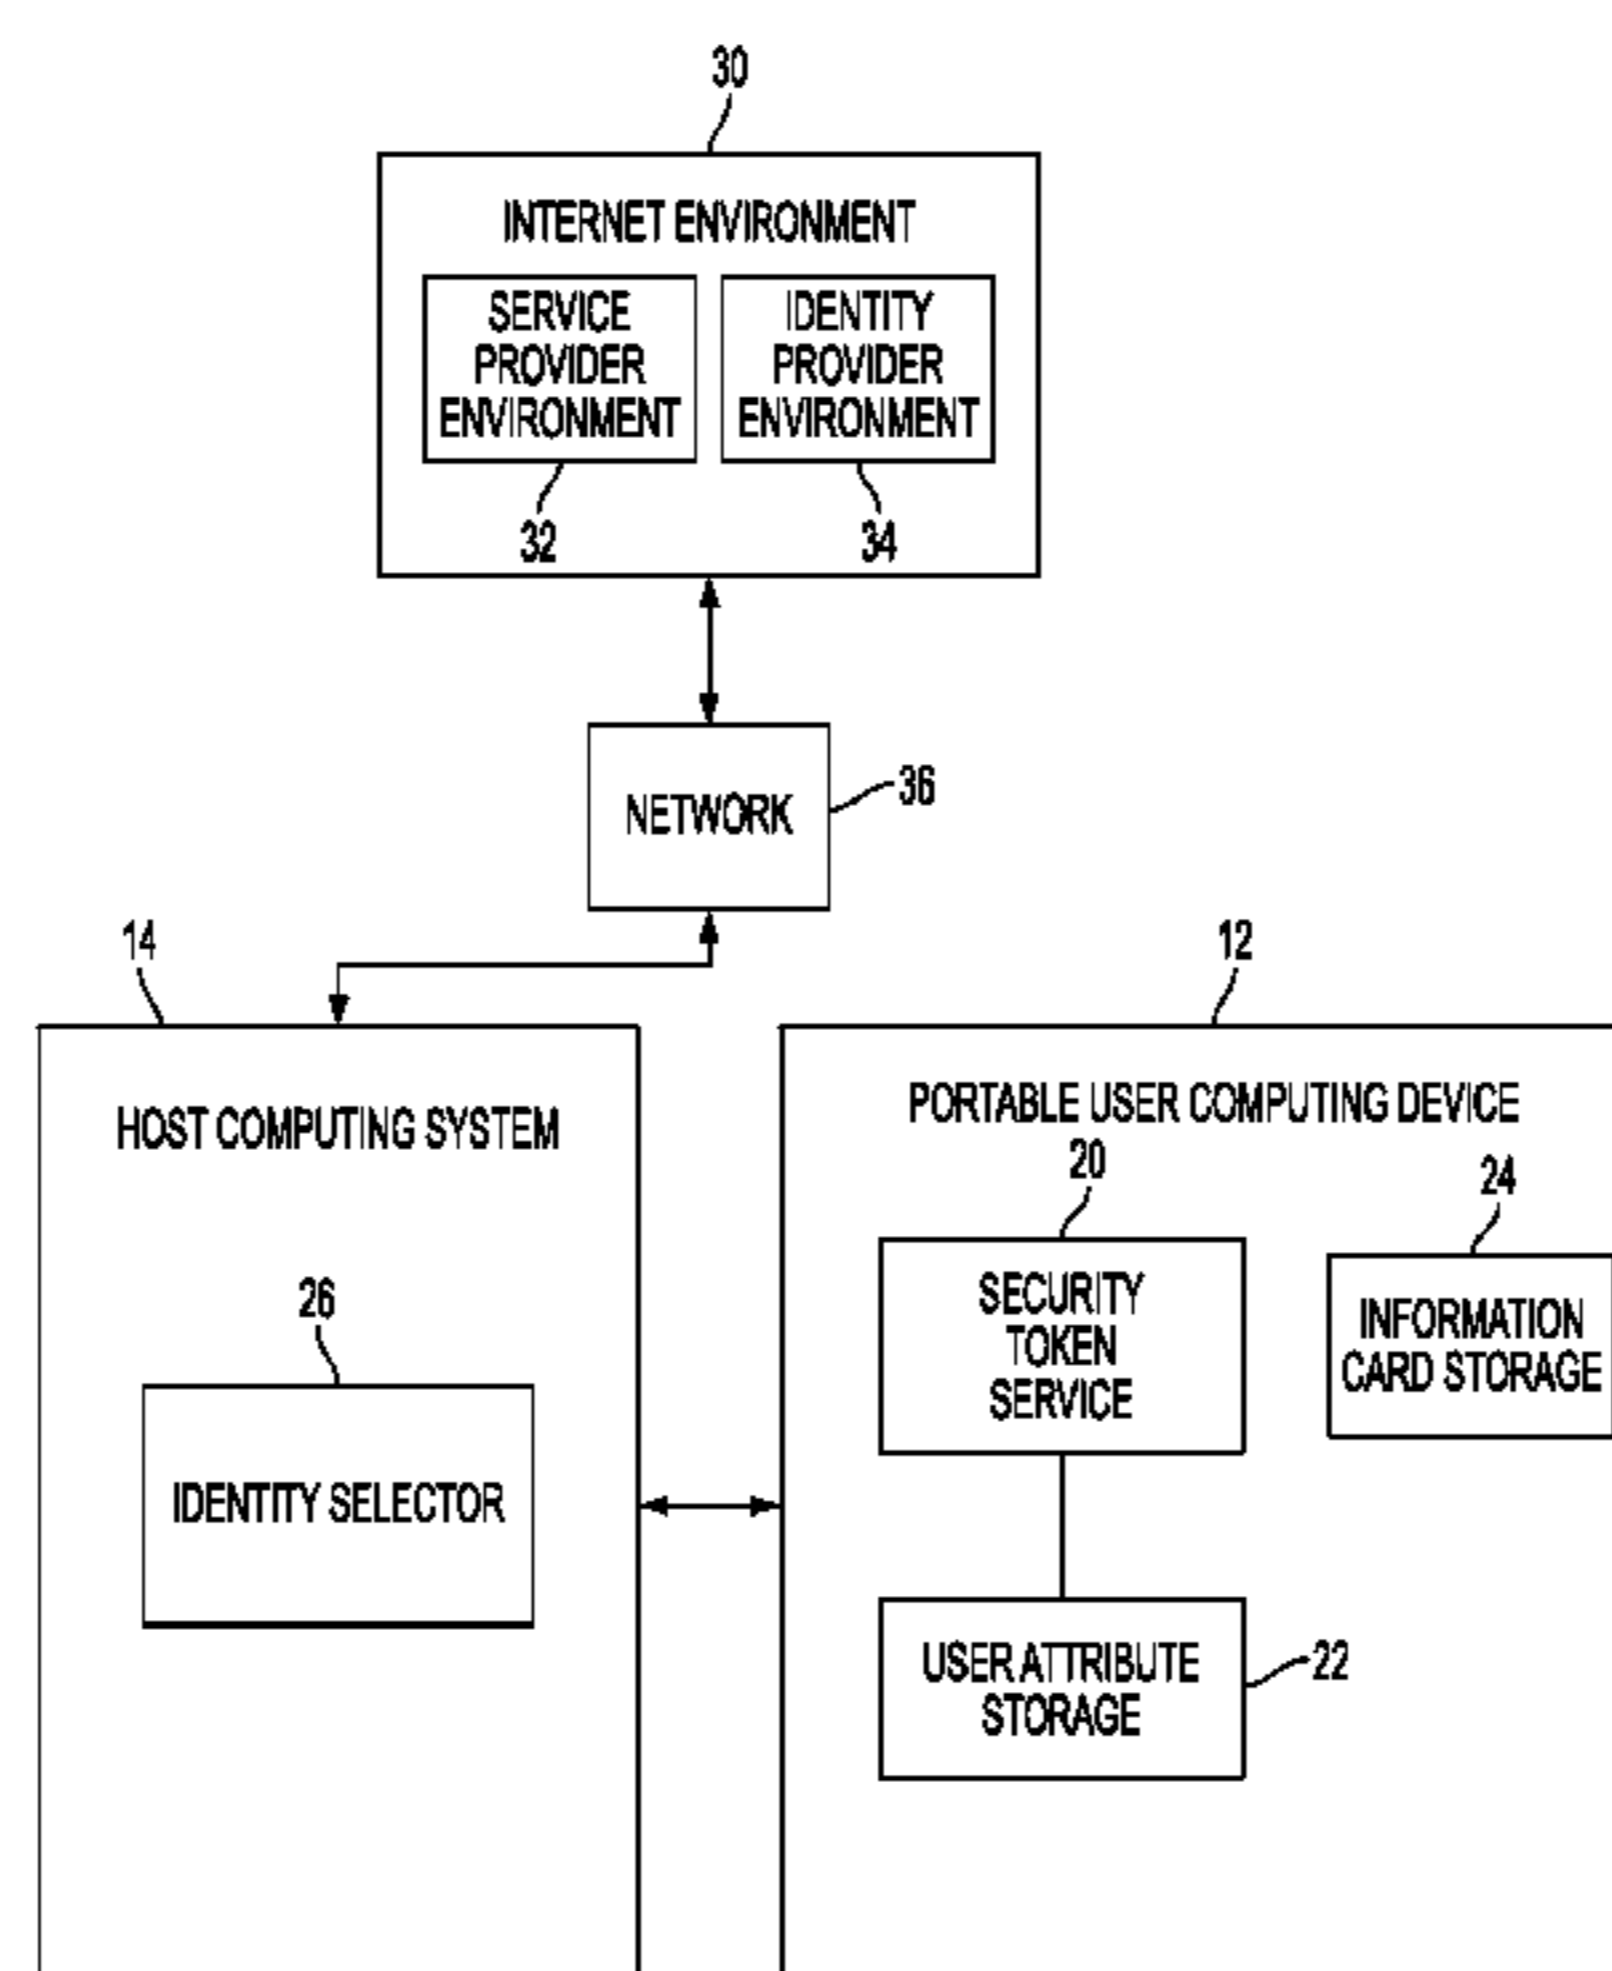 30
INTERNET ENVIRONMENT
SERVICE
PROVIDER
ENVIRONMENT
IDENTITY
PROVIDER
ENVIRONMENT
32
34
NETWORK
36
14
HOST COMPUTING SYSTEM
26
IDENTITY SELECTOR
12
PORTABLE USER COMPUTING DEVICE
20
SECURITY
TOKEN
SERVICE
24
INFORMATION
CARD STORAGE
USER ATTRIBUTE
STORAGE
22